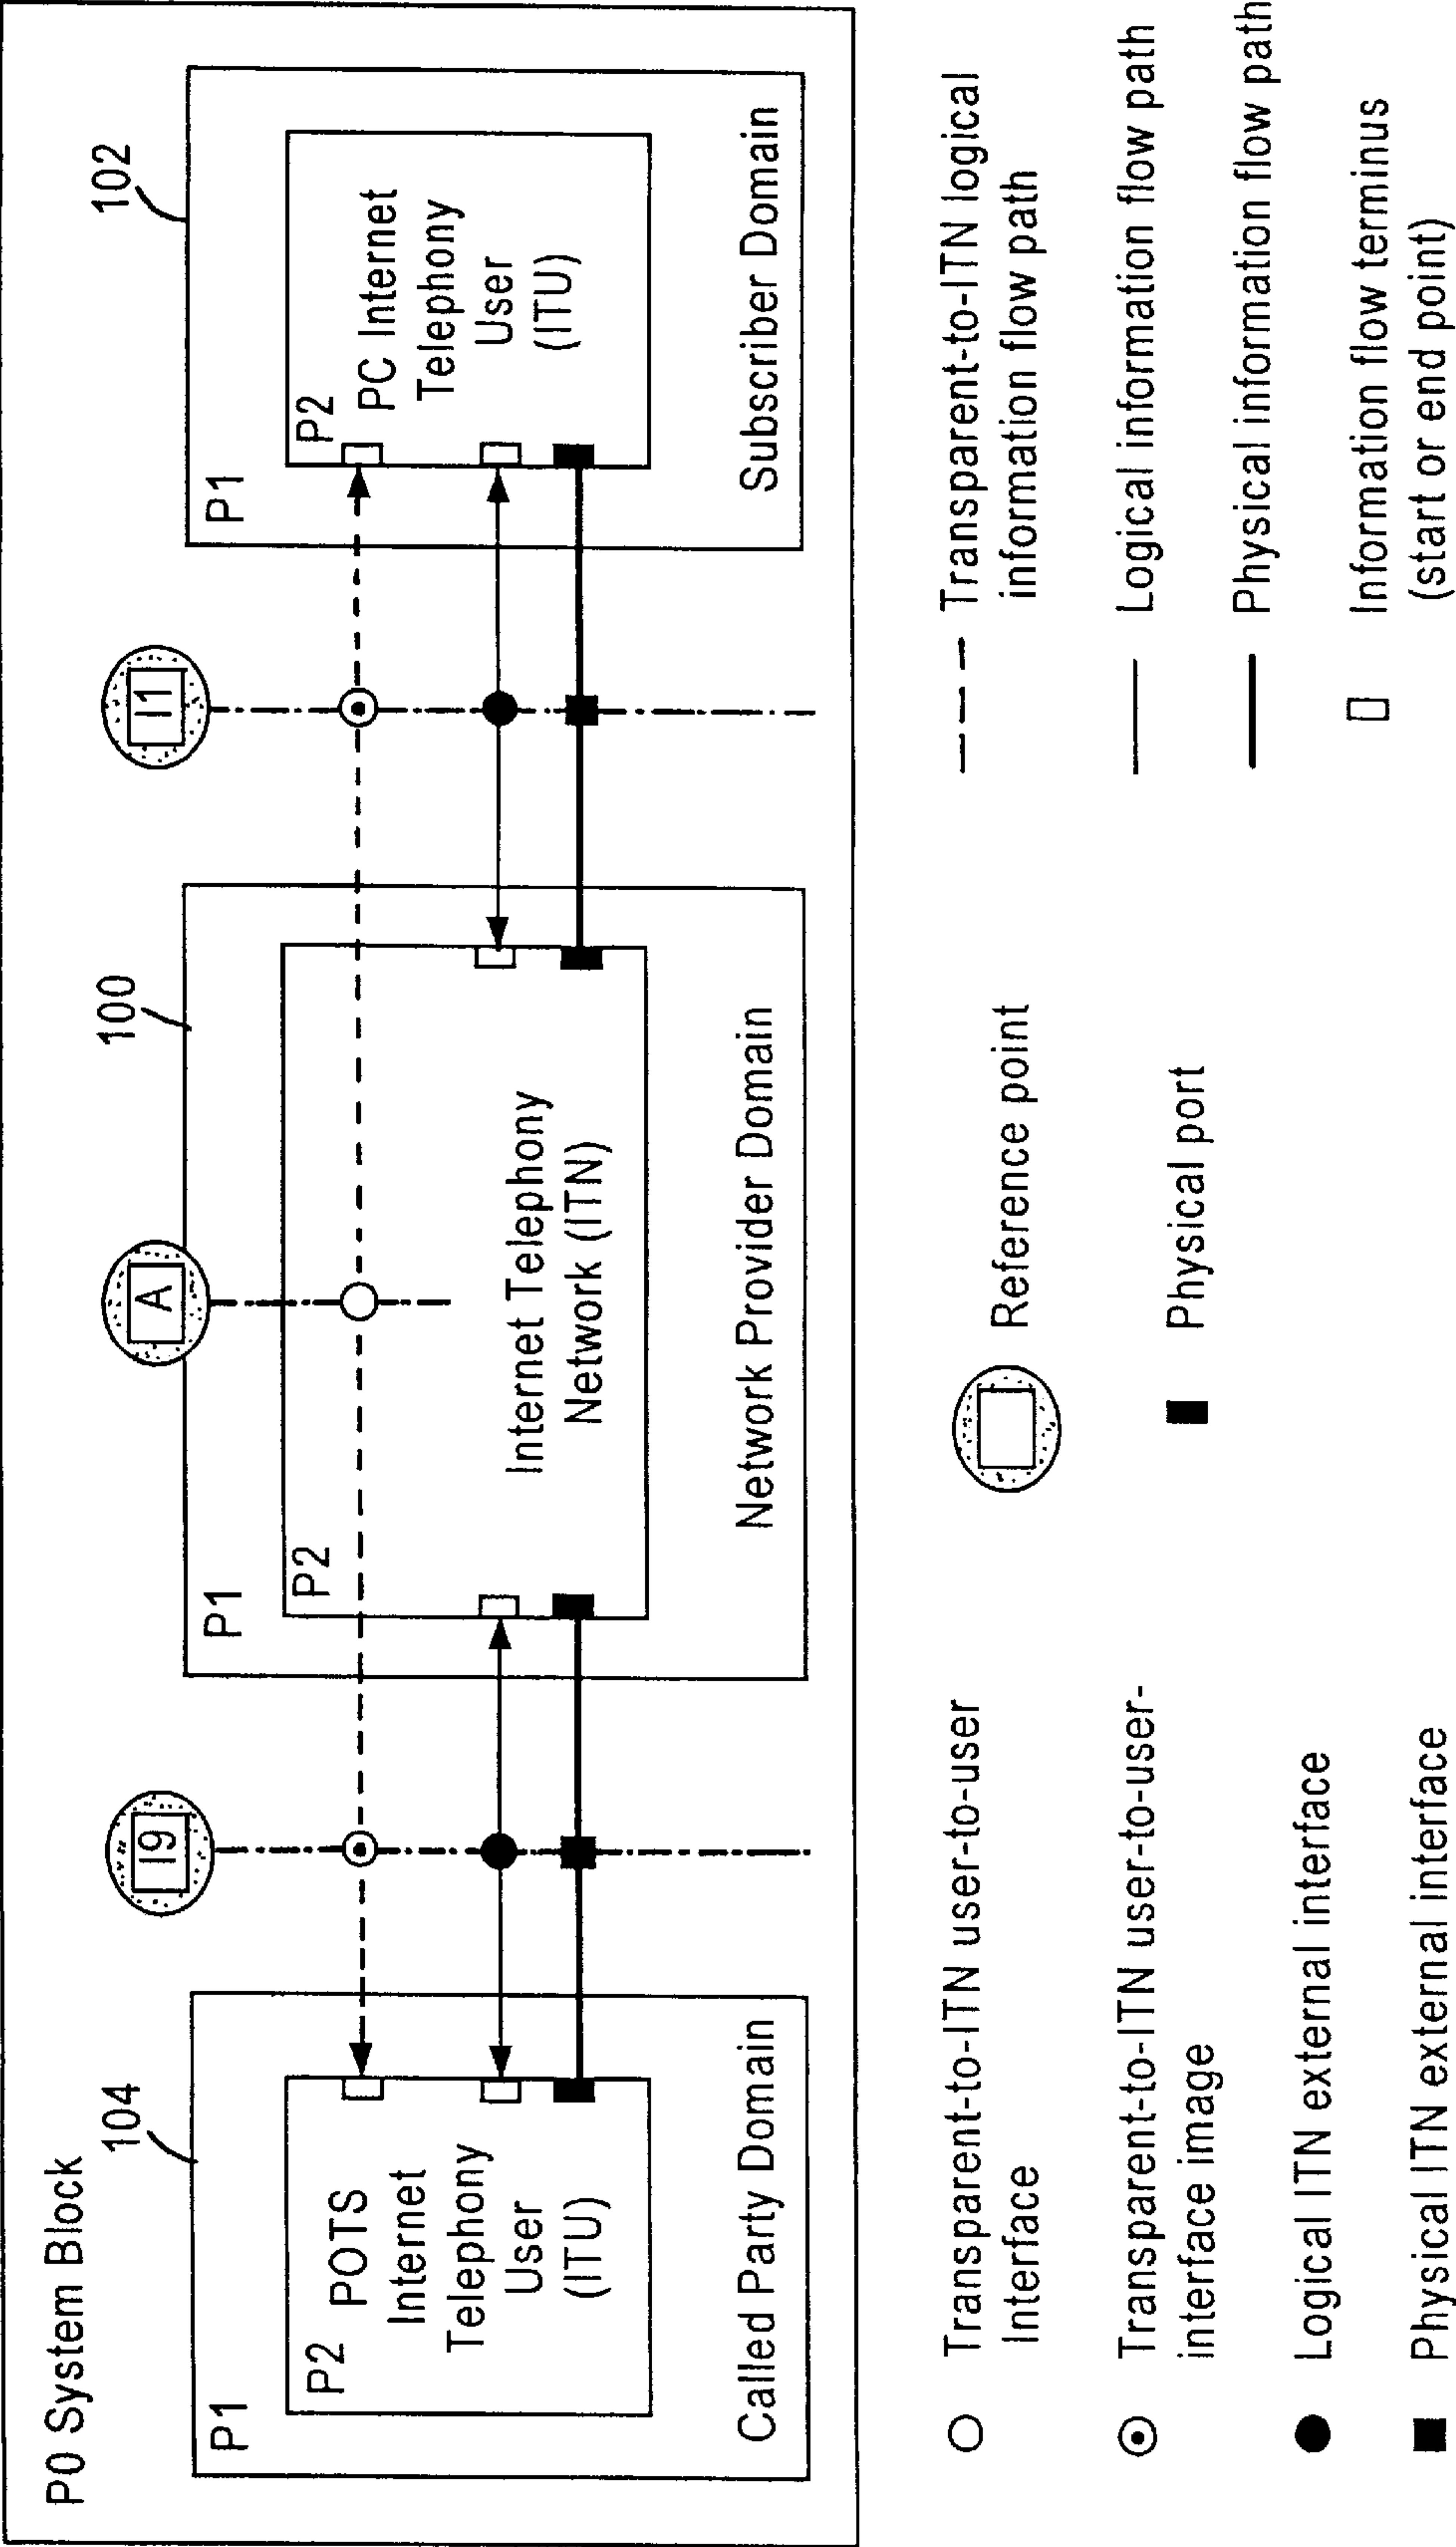 P0 System Block
104
P1
P2
POTS
Internet
Telephony
User
(ITU)
Called Party Domain
I9
100
P1
P2
A
Internet Telephony
Network (ITN)
Network Provider Domain
I1
102
P1
P2
PC Internet
Telephony
User
(ITU)
Subscriber Domain
Transparent-to-ITN user-to-user
Interface
Transparent-to-ITN user-to-user-
interface image
Logical ITN external interface
Physical ITN external interface
Reference point
Physical port
Transparent-to-ITN logical
information flow path
Logical information flow path
Physical information flow path
Information flow terminus
(start or end point)